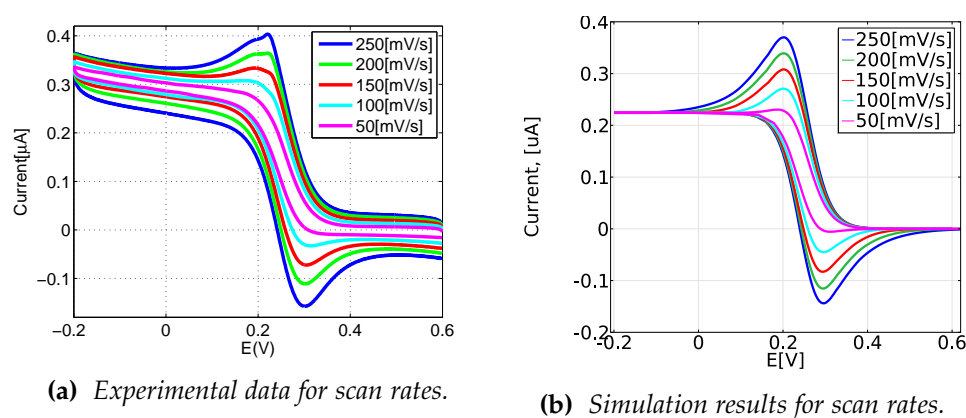 0.4
0.3
0.2
0.1
0
−0.1
Current[µA]
−0.2
0
0.2
0.4
0.6
E(V)
250[mV/s]
200[mV/s]
150[mV/s]
100[mV/s]
50[mV/s]
(a) Experimental data for scan rates.
0.4
0.3
0.2
0.1
0
-0.1
-0.2
Current, [uA]
-0.2
0
0.2
0.4
0.6
E[V]
250[mV/s]
200[mV/s]
150[mV/s]
100[mV/s]
50[mV/s]
(b) Simulation results for scan rates.